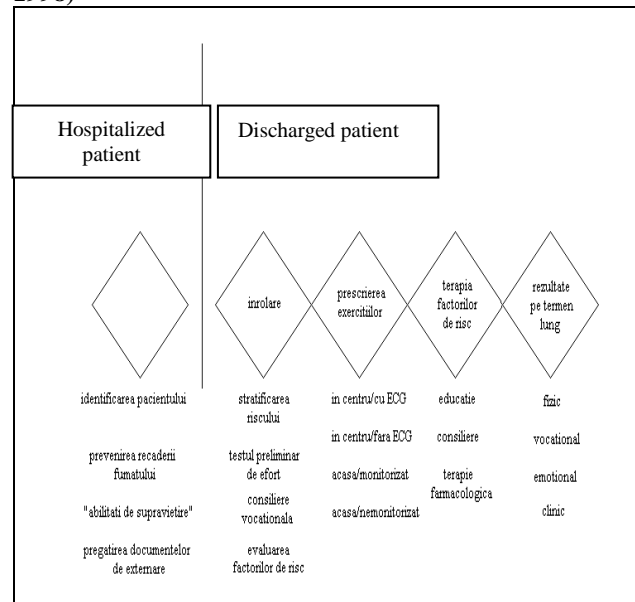 Hospitalized
patient
Discharged patient
inrolare
prescrierea
exercitiilor
terapia
factorilor
de risc
rezultate
pe termen
lung
identificarea pacientului
prevenirea recaderii
fumatului
"abilitati de supravietire"
pregatirea documentelor
de externare
stratificarea
riscului
testul preliminar
de efort
consiliere
vocationala
evaluarea
factorilor de risc
in centru/cu ECG
in centru/fara ECG
acasa/monitorizat
acasa/nemonitorizat
educatie
consiliere
terapie
farmacologica
fizic
vocational
emotional
clinic